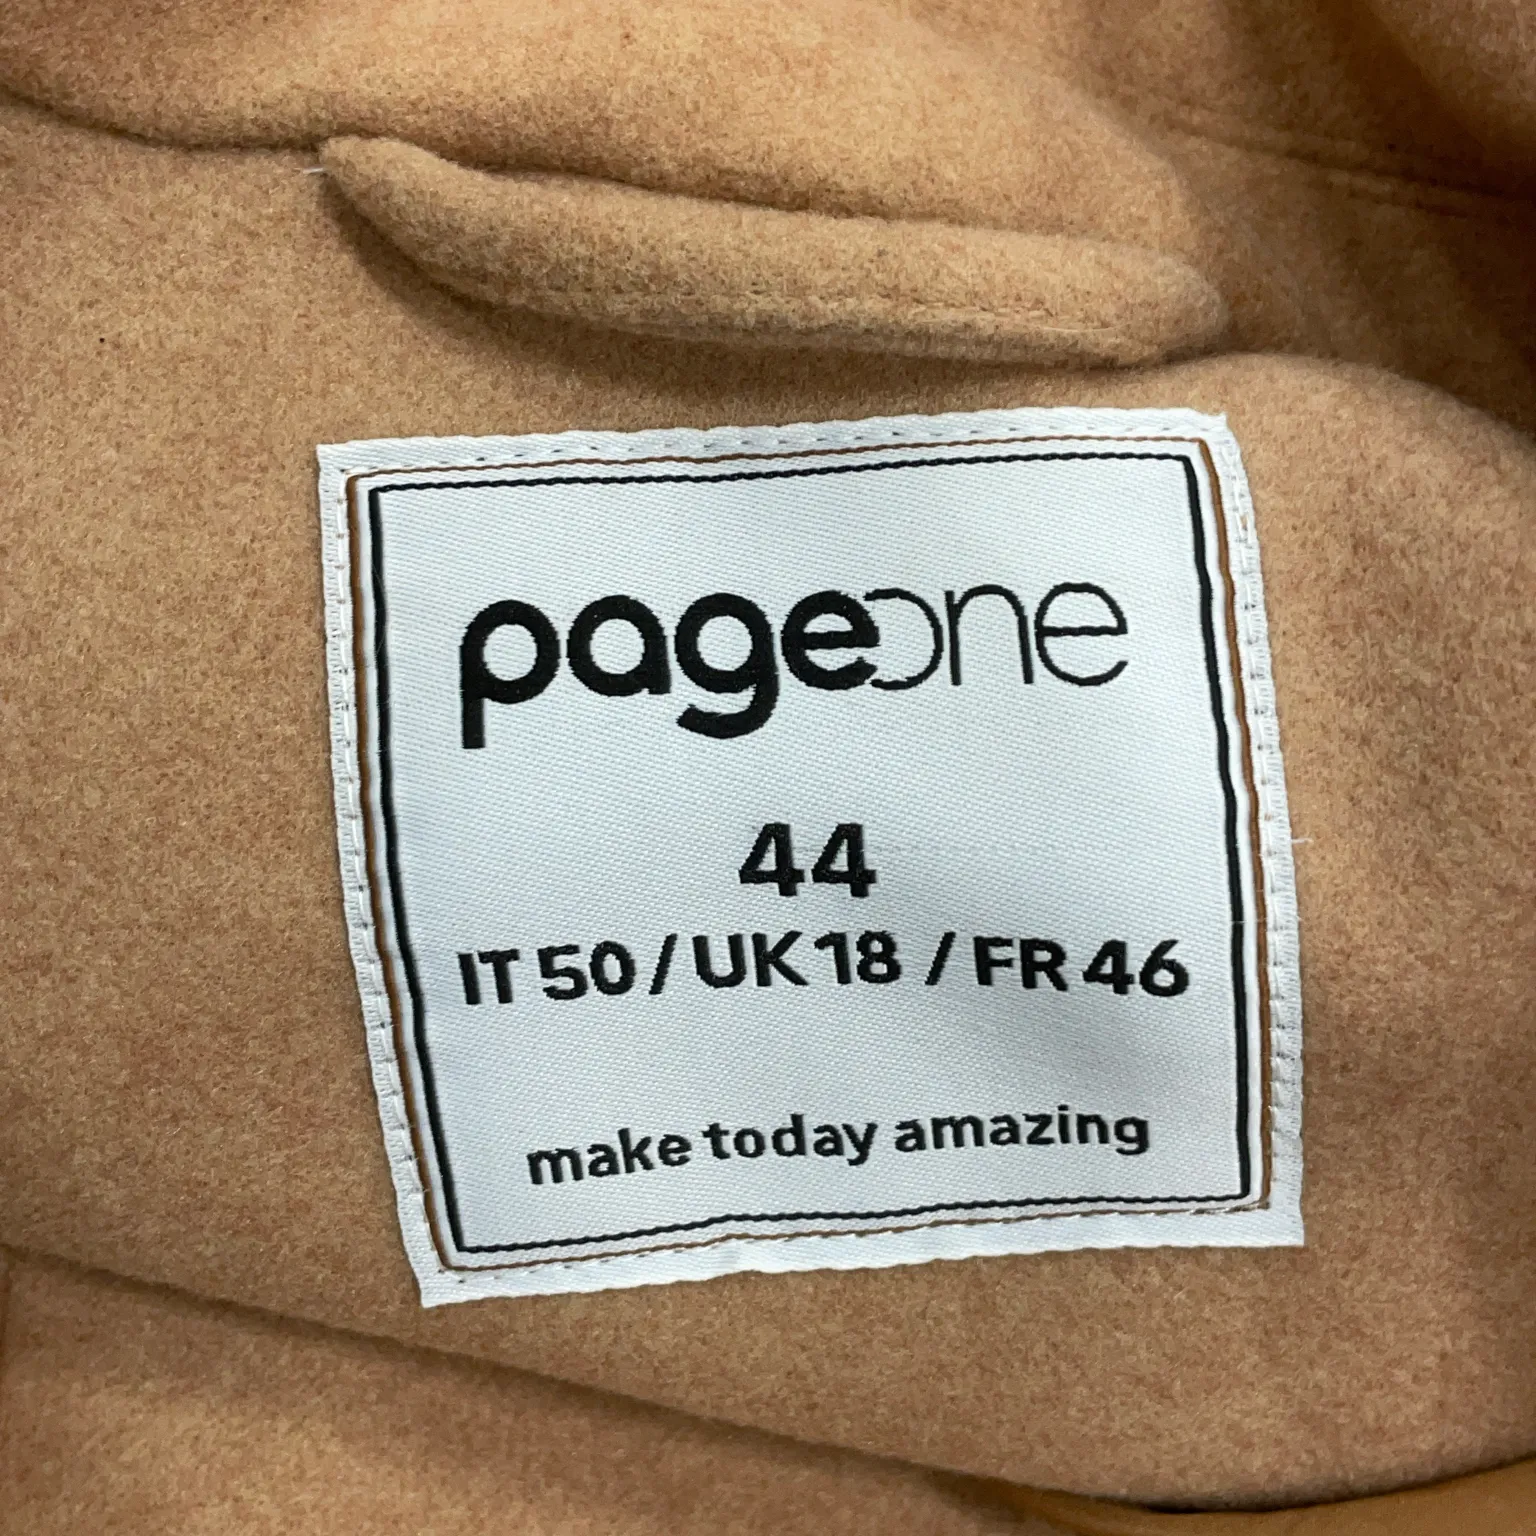 pageone
44
IT 50 / UK 18 / FR 46
make today amazing